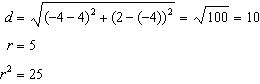 d = √((−4−4)² + (2−(−4))²) = √100 = 10
r = 5
r² = 25